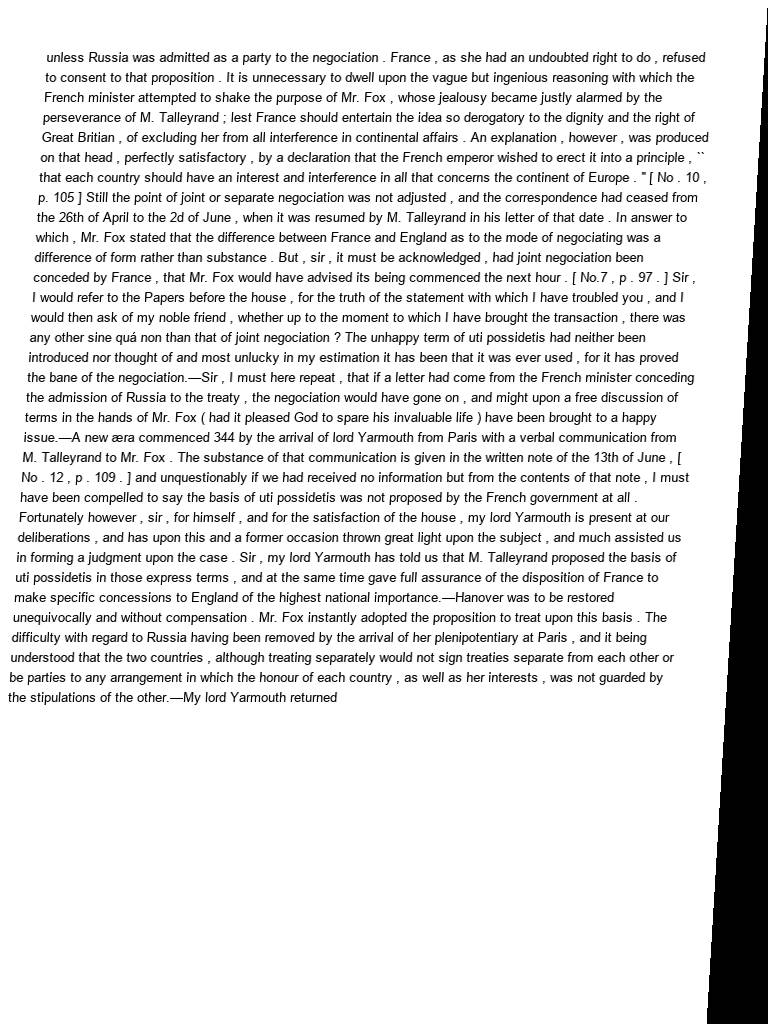 unless Russia was admitted as a party to the negociation . France , as she had an undoubted right to do , refused
to consent to that proposition . It is unnecessary to dwell upon the vague but ingenious reasoning with which the
French minister attempted to shake the purpose of Mr. Fox , whose jealousy became justly alarmed by the
perseverance of M. Talleyrand ; lest France should entertain the idea so derogatory to the dignity and the right of
Great Britian , of excluding her from all interference in continental affairs . An explanation , however , was produced
on that head , perfectly satisfactory , by a declaration that the French emperor wished to erect it into a principle , ``
that each country should have an interest and interference in all that concerns the continent of Europe . " [ No . 10 ,
p. 105 ] Still the point of joint or separate negociation was not adjusted , and the correspondence had ceased from
the 26th of April to the 2d of June , when it was resumed by M. Talleyrand in his letter of that date . In answer to
which , Mr. Fox stated that the difference between France and England as to the mode of negociating was a
difference of form rather than substance . But , sir , it must be acknowledged , had joint negociation been
conceded by France , that Mr. Fox would have advised its being commenced the next hour . [ No.7 , p . 97 . ] Sir ,
I would refer to the Papers before the house , for the truth of the statement with which I have troubled you , and I
would then ask of my noble friend , whether up to the moment to which I have brought the transaction , there was
any other sine quá non than that of joint negociation ? The unhappy term of uti possidetis had neither been
introduced nor thought of and most unlucky in my estimation it has been that it was ever used , for it has proved
the bane of the negociation.—Sir , I must here repeat , that if a letter had come from the French minister conceding
the admission of Russia to the treaty , the negociation would have gone on , and might upon a free discussion of
terms in the hands of Mr. Fox ( had it pleased God to spare his invaluable life ) have been brought to a happy
issue.—A new æra commenced 344 by the arrival of lord Yarmouth from Paris with a verbal communication from
M. Talleyrand to Mr. Fox . The substance of that communication is given in the written note of the 13th of June , [
No . 12 , p . 109 . ] and unquestionably if we had received no information but from the contents of that note , I must
have been compelled to say the basis of uti possidetis was not proposed by the French government at all .
Fortunately however , sir , for himself , and for the satisfaction of the house , my lord Yarmouth is present at our
deliberations , and has upon this and a former occasion thrown great light upon the subject , and much assisted us
in forming a judgment upon the case . Sir , my lord Yarmouth has told us that M. Talleyrand proposed the basis of
uti possidetis in those express terms , and at the same time gave full assurance of the disposition of France to
make specific concessions to England of the highest national importance.—Hanover was to be restored
unequivocally and without compensation . Mr. Fox instantly adopted the proposition to treat upon this basis . The
difficulty with regard to Russia having been removed by the arrival of her plenipotentiary at Paris , and it being
understood that the two countries , although treating separately would not sign treaties separate from each other or
be parties to any arrangement in which the honour of each country , as well as her interests , was not guarded by
the stipulations of the other.—My lord Yarmouth returned